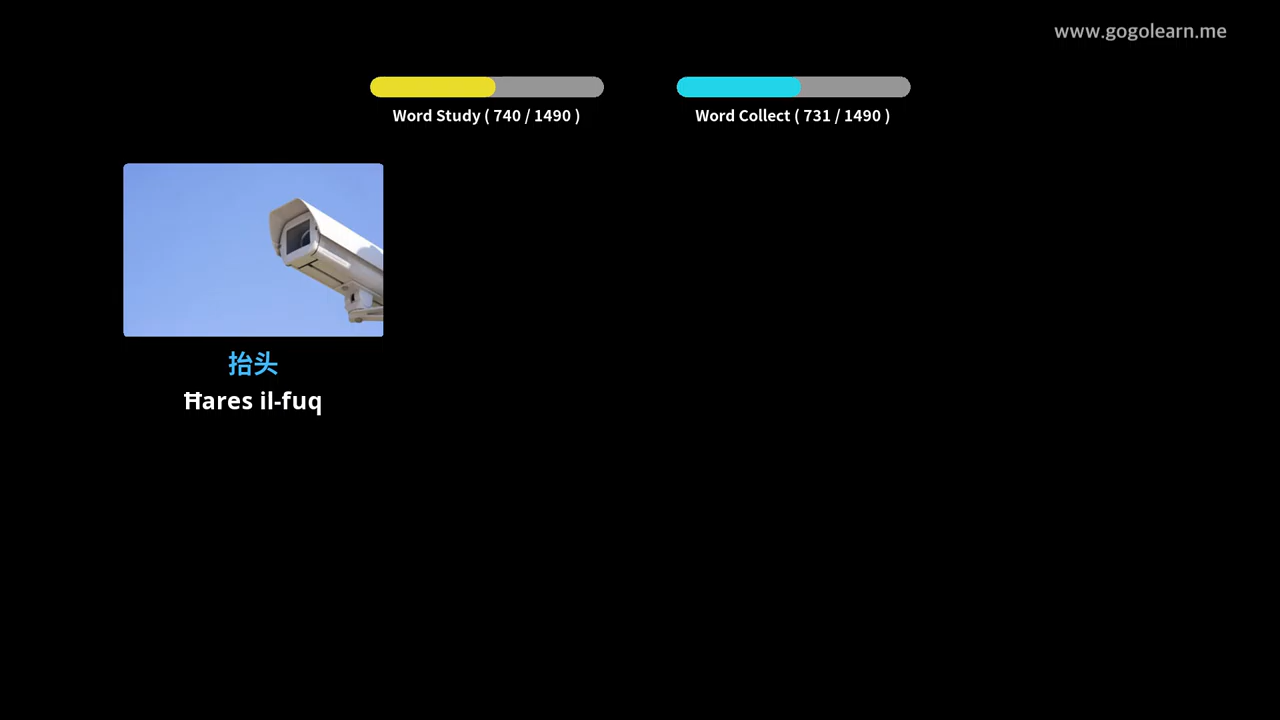 www.gogolearn.me
Word Study ( 740 / 1490 )
Word Collect ( 731 / 1490 )
抬头
Ħares il-fuq